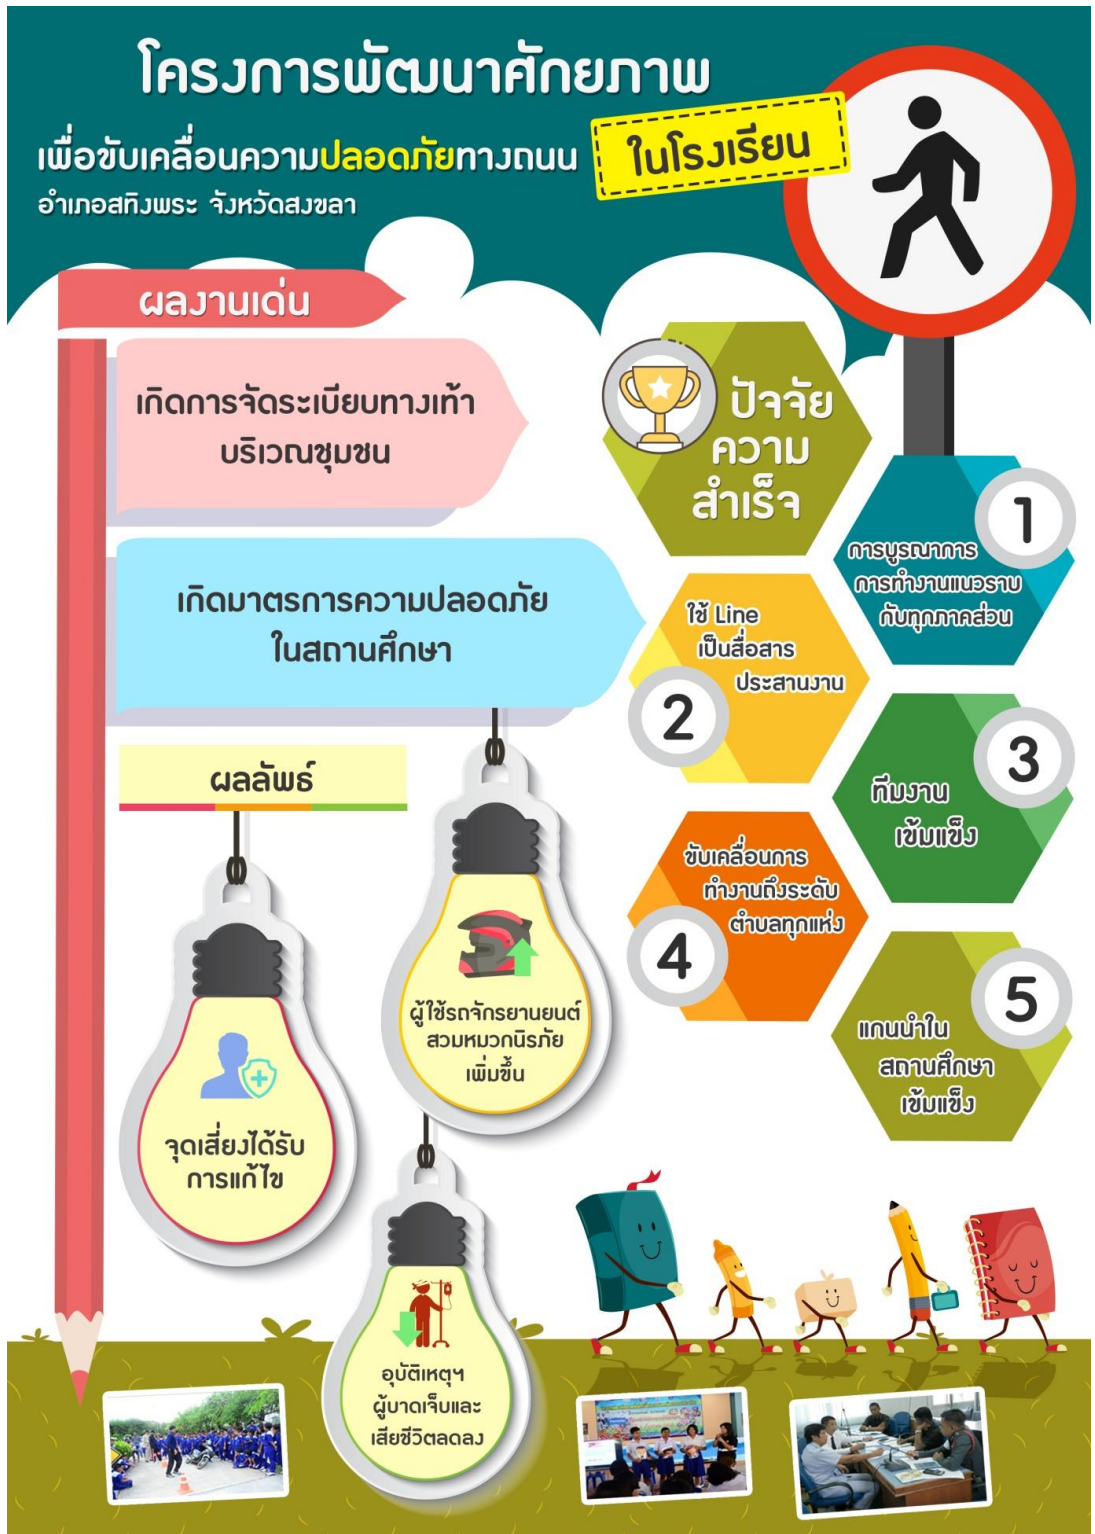 โครงการพัฒนาศักยภาพ
เพื่อขับเคลื่อนความปลอดภัยทางถนน
ในโรงเรียน
อำเภอสทิงพระ จังหวัดสงขลา
ผลงานเด่น
เกิดการจัดระเบียบทางเท้า
บริเวณชุมชน
เกิดมาตรการความปลอดภัย
ในสถานศึกษา
ผลลัพธ์
จุดเสี่ยงได้รับ
การแก้ไข
ผู้ใช้รถจักรยานยนต์
สวมหมวกนิรภัย
เพิ่มขึ้น
อุบัติเหตุฯ
ผู้บาดเจ็บและ
เสียชีวิตลดลง
ปัจจัย
ความ
สำเร็จ
1
การบูรณาการ
การทำงานแนวราบ
กับทุกภาคส่วน
2
ใช้ Line
เป็นสื่อสาร
ประสานงาน
3
ทีมงาน
เข้มแข็ง
4
ขับเคลื่อนการ
ทำงานถึงระดับ
ตำบลทุกแห่ง
5
แกนนำใน
สถานศึกษา
เข้มแข็ง